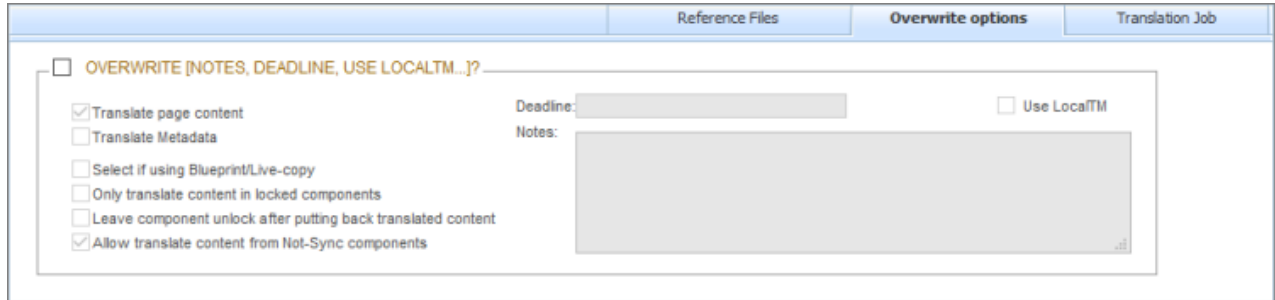 Reference Files
Overwrite options
Translation Job
OVERWRITE [NOTES, DEADLINE, USE LOCALTM...]?
Translate page content
Translate Metadata
Select if using Blueprint/Live-copy
Only translate content in locked components
Leave component unlock after putting back translated content
Allow translate content from Not-Sync components
Deadline:
Notes:
Use LocalTM